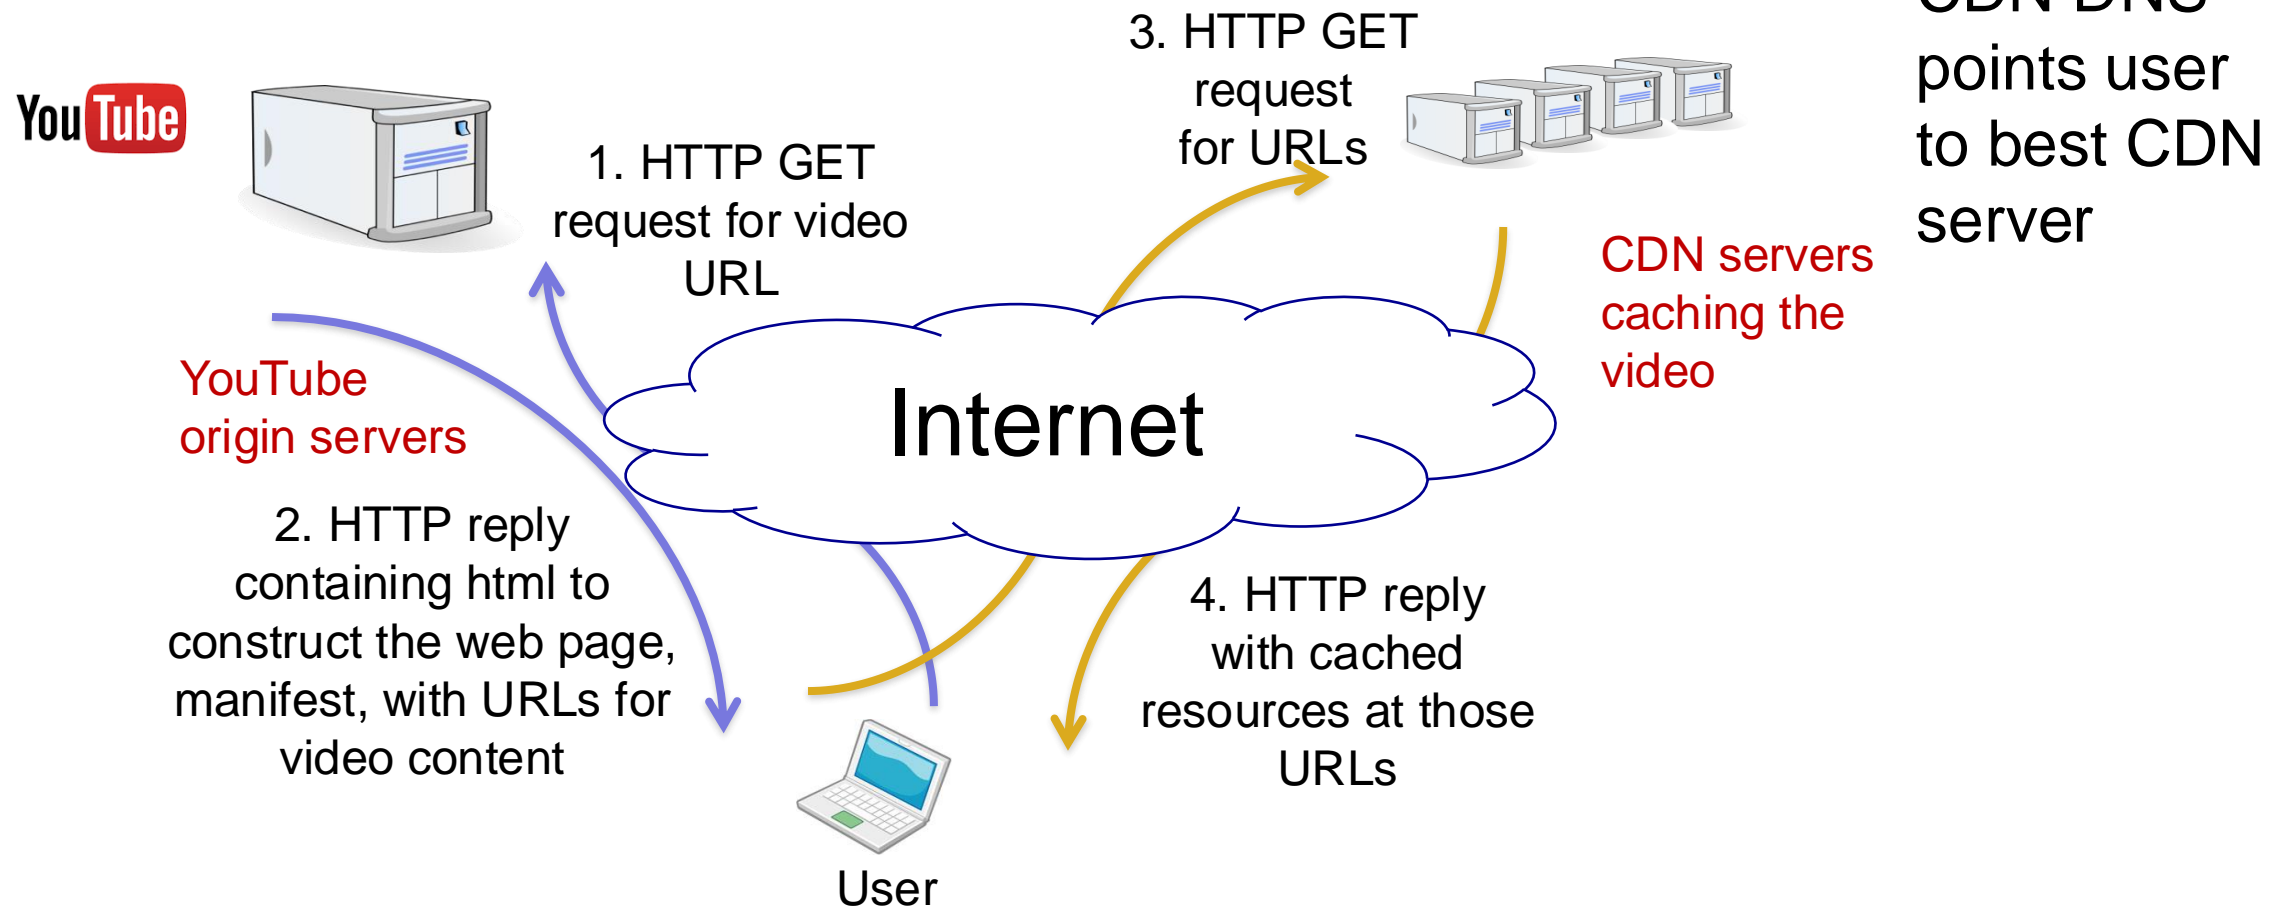 YouTube
1. HTTP GET
request for video
URL
YouTube
origin servers
2. HTTP reply
containing html to
construct the web page,
manifest, with URLs for
video content
Internet
User
3. HTTP GET
request
for URLs
CDN servers
caching the
video
4. HTTP reply
with cached
resources at those
URLs
CDN DNS
points user
to best CDN
server